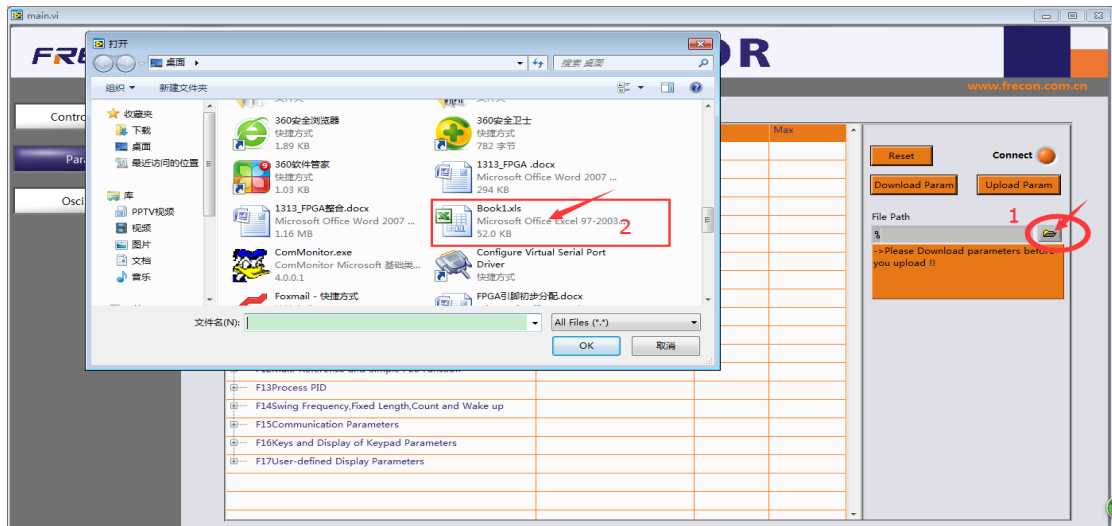 main.vi
打开
FR
OR
桌面
搜索 桌面
组织 新建文件夹
www.frecon.com.cn
收藏夹
下载
桌面
最近访问的位置
库
PPTV视频
视频
图片
文档
音乐
360安全浏览器
快捷方式
1.89 KB
360安全卫士
快捷方式
782 字节
360软件管家
快捷方式
1.03 KB
1313_FPGA .docx
Microsoft Office Word 2007 ...
294 KB
1313_FPGA整合.docx
Microsoft Office Word 2007 ...
1.16 MB
Book1.xls
Microsoft Office Excel 97-2003...
52.0 KB
2
ComMonitor.exe
ComMonitor Microsoft 基础类...
4.0.0.1
Configure Virtual Serial Port
Driver
快捷方式
Foxmail - 快捷方式
FPGA引脚初步分配.docx
文件名(N):
All Files (*.*)
OK
取消
Contro
Para
Osci
Max
Reset
Connect
Download Param
Upload Param
File Path
1
->Please Download parameters before
you upload !!
F13Process PID
F14Swing Frequency,Fixed Length,Count and Wake up
F15Communication Parameters
F16Keys and Display of Keypad Parameters
F17User-defined Display Parameters